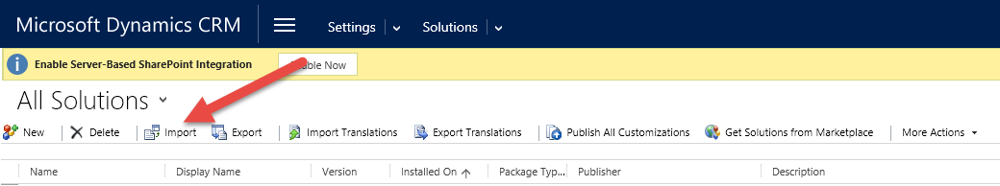 Microsoft Dynamics CRM Settings Solutions
Enable Server-Based SharePoint Integration Now
All Solutions
New Delete Import Export Import Translations Export Translations Publish All Customizations Get Solutions from Marketplace More Actions
Name Display Name Version Installed On Package Typ... Publisher Description